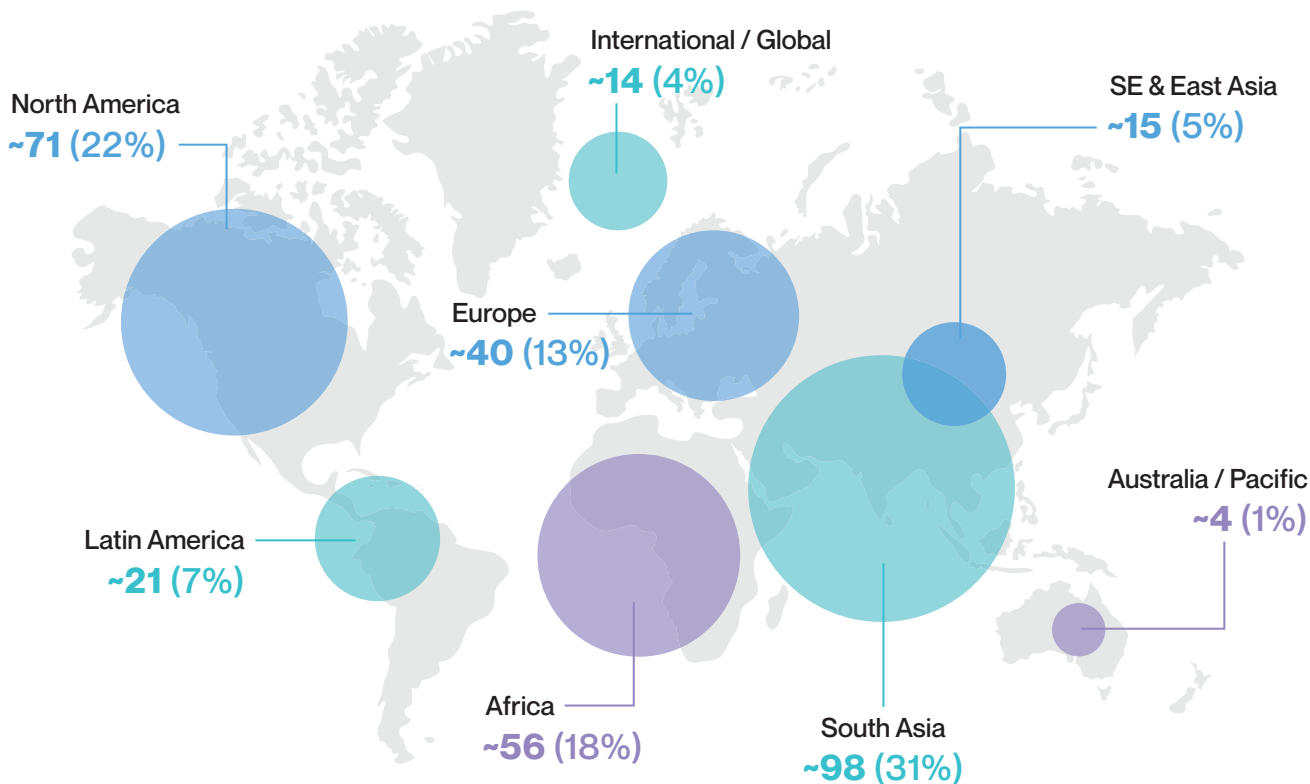 International / Global
~14 (4%)
North America
~71 (22%)
SE & East Asia
~15 (5%)
Europe
~40 (13%)
Latin America
~21 (7%)
Australia / Pacific
~4 (1%)
Africa
~56 (18%)
South Asia
~98 (31%)